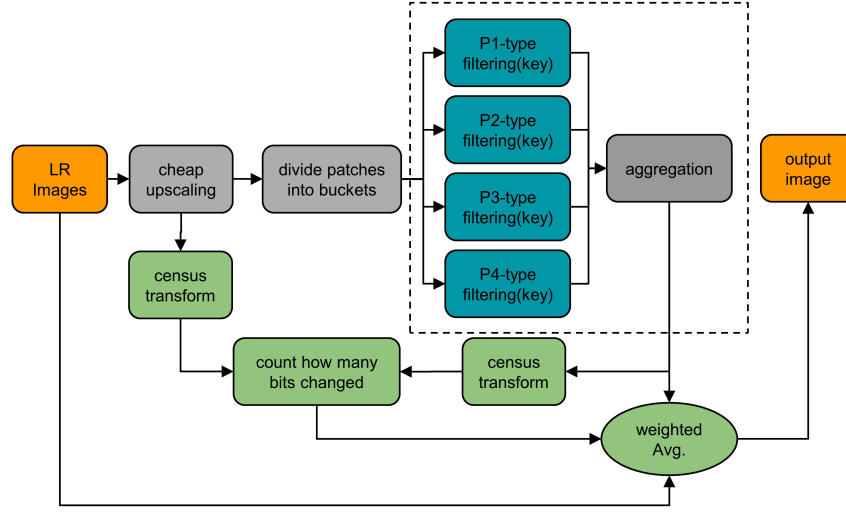 P1-type
filtering(key)
P2-type
filtering(key)
LR
Images
cheap
upscaling
divide patches
into buckets
aggregation
output
image
P3-type
filtering(key)
P4-type
filtering(key)
census
transform
count how many
bits changed
census
transform
weighted
Avg.